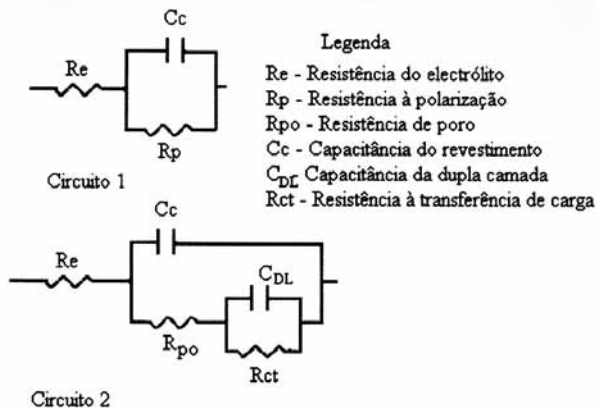 Cc
Re
Rp
Circuito 1
Legenda
Re - Resistência do electrólito
Rp - Resistência à polarização
Rpo - Resistência de poro
Cc - Capacitância do revestimento
CDL Capacitância da dupla camada
Rct - Resistência à transferência de carga
Cc
Re
CDL
Rpo
Rct
Circuito 2